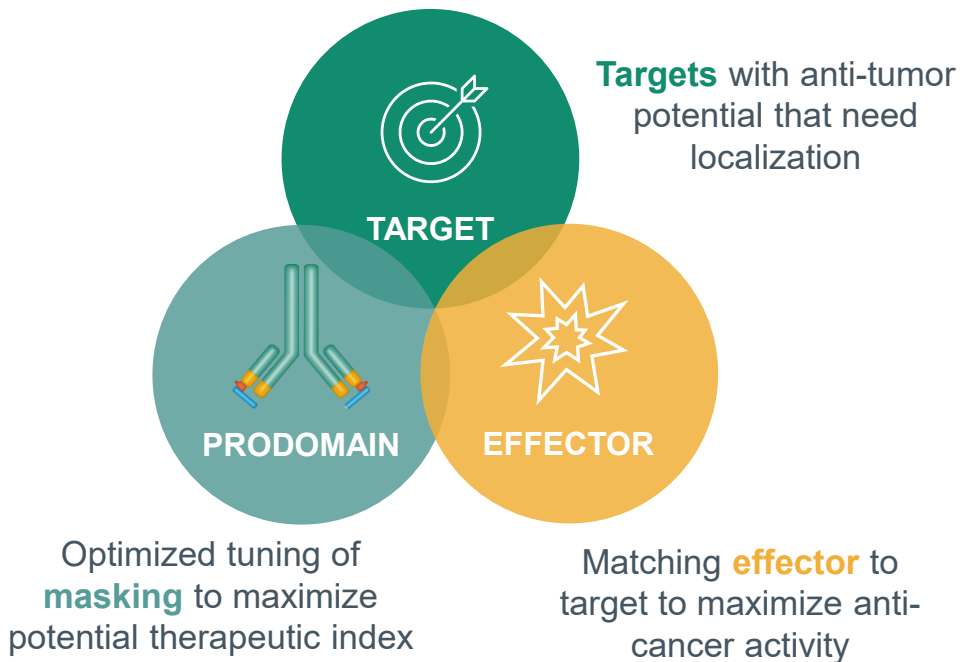 Targets with anti-tumor
potential that need
localization
TARGET
PRODOMAIN
EFFECTOR
Optimized tuning of
masking to maximize
potential therapeutic index
Matching effector to
target to maximize anti-
cancer activity